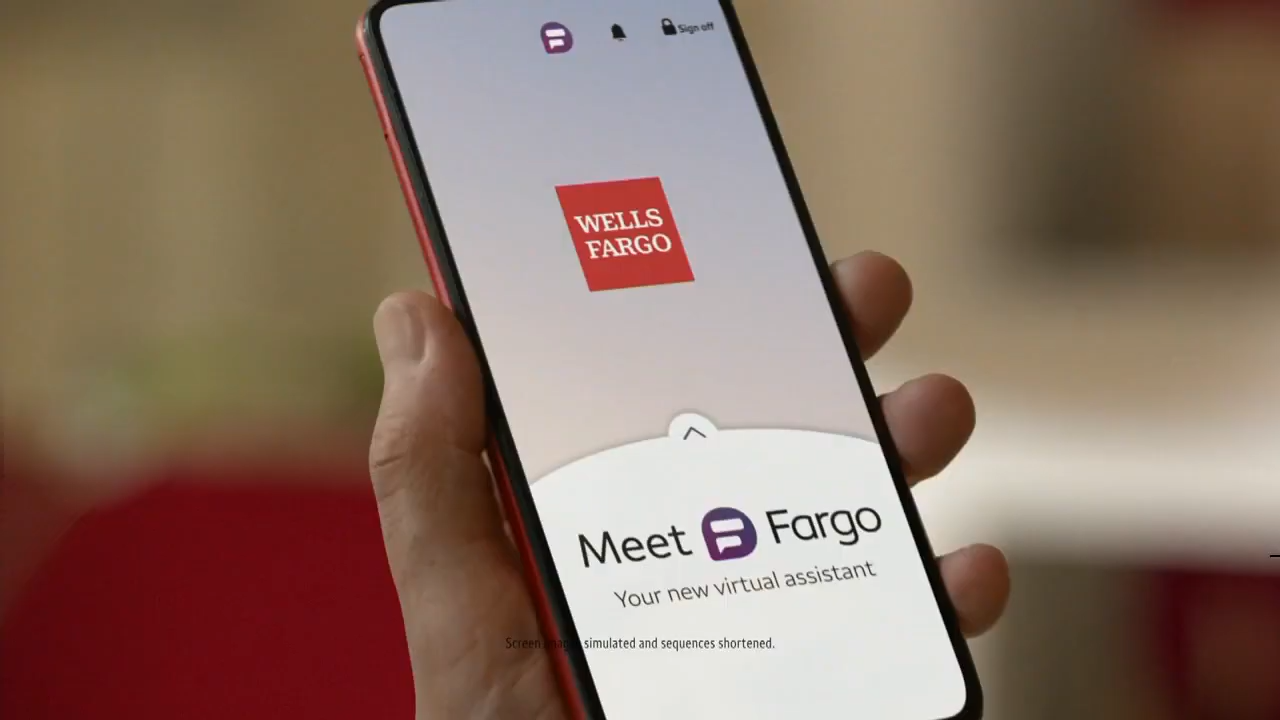 Sign off
WELLS
FARGO
Meet Fargo
Your new virtual assistant
Screen simulated and sequences shortened.